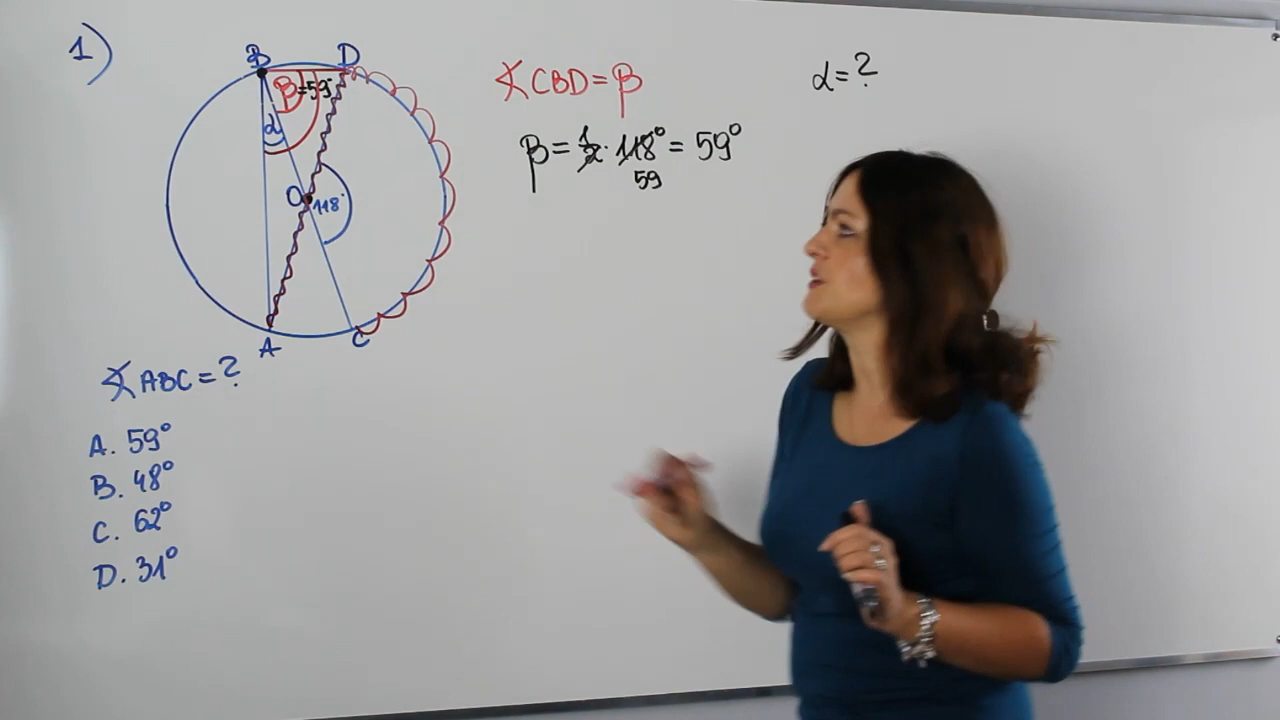 1)
B D
β=59°
α
O 118°
A C
∢CBD=β
β=1/2·118°=59°
59
α=?
∢ABC=?
A. 59°
B. 48°
C. 62°
D. 31°